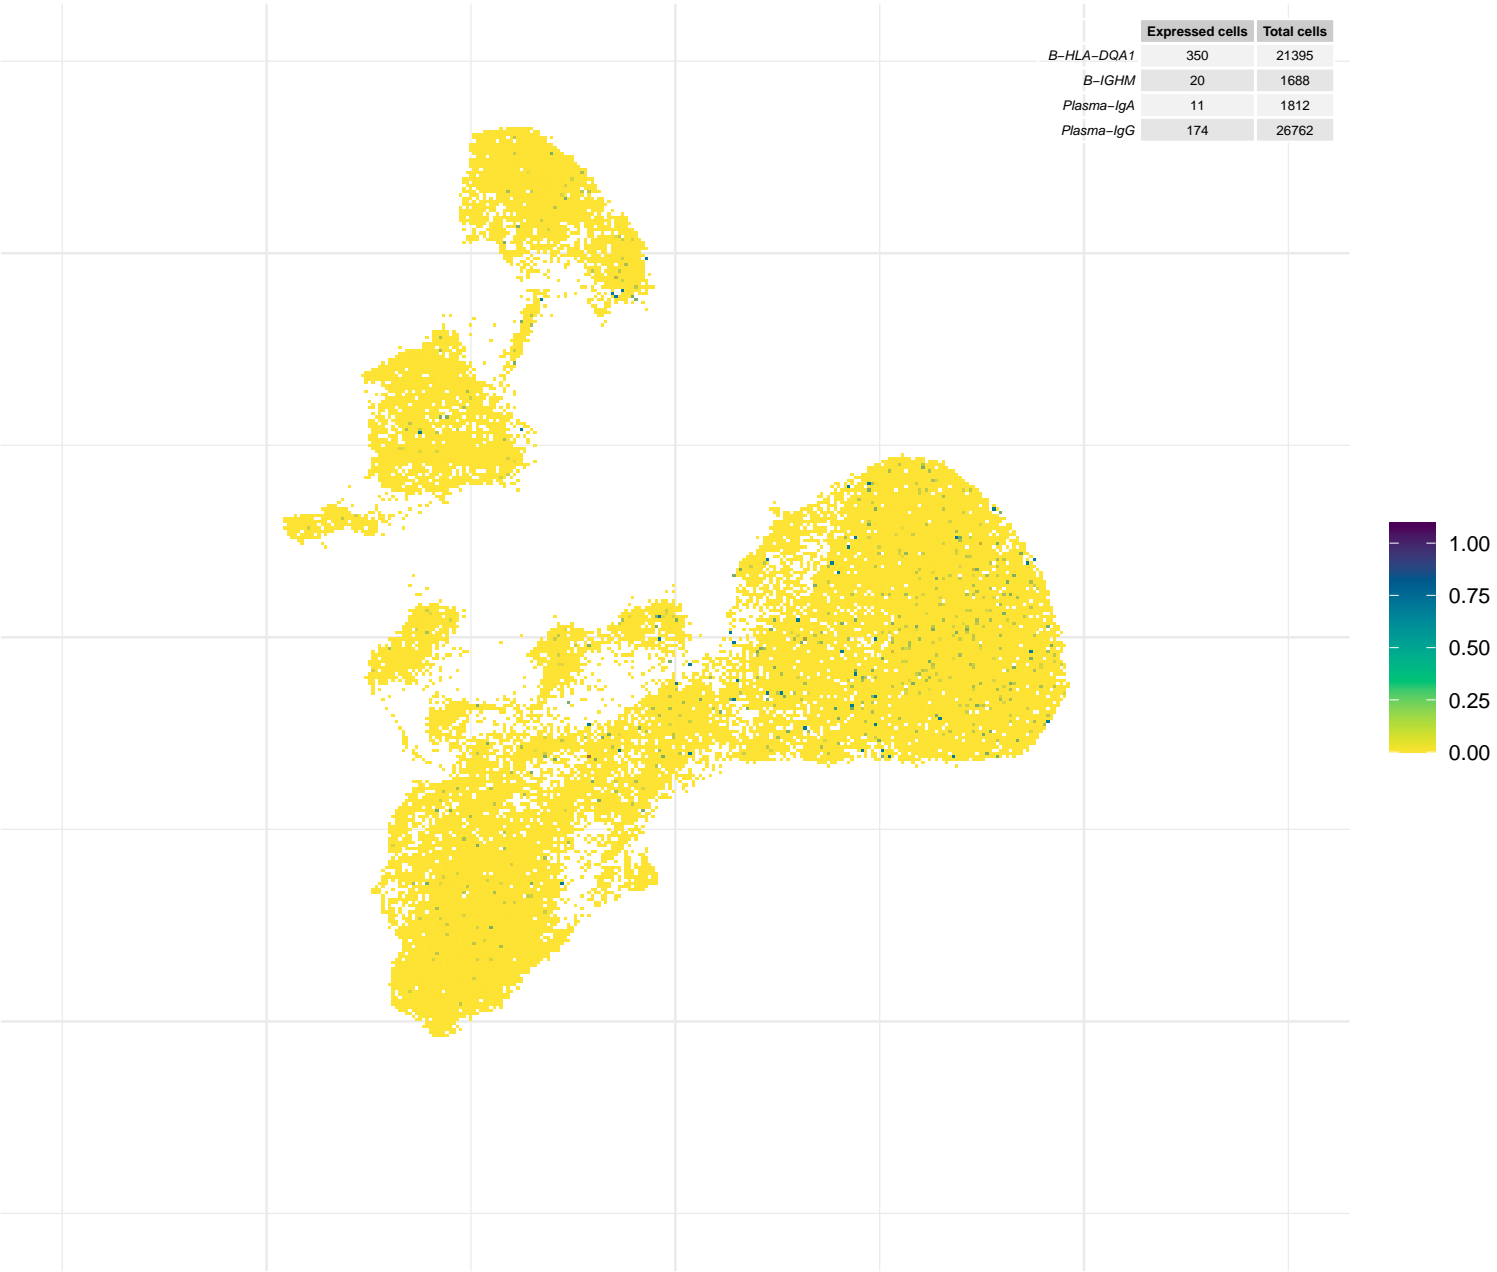 Expressed cells Total cells
B−HLA−DQA1 350 21395
B−IGHM 20 1688
Plasma−IgA 11 1812
Plasma−IgG 174 26762
1.00
0.75
0.50
0.25
0.00